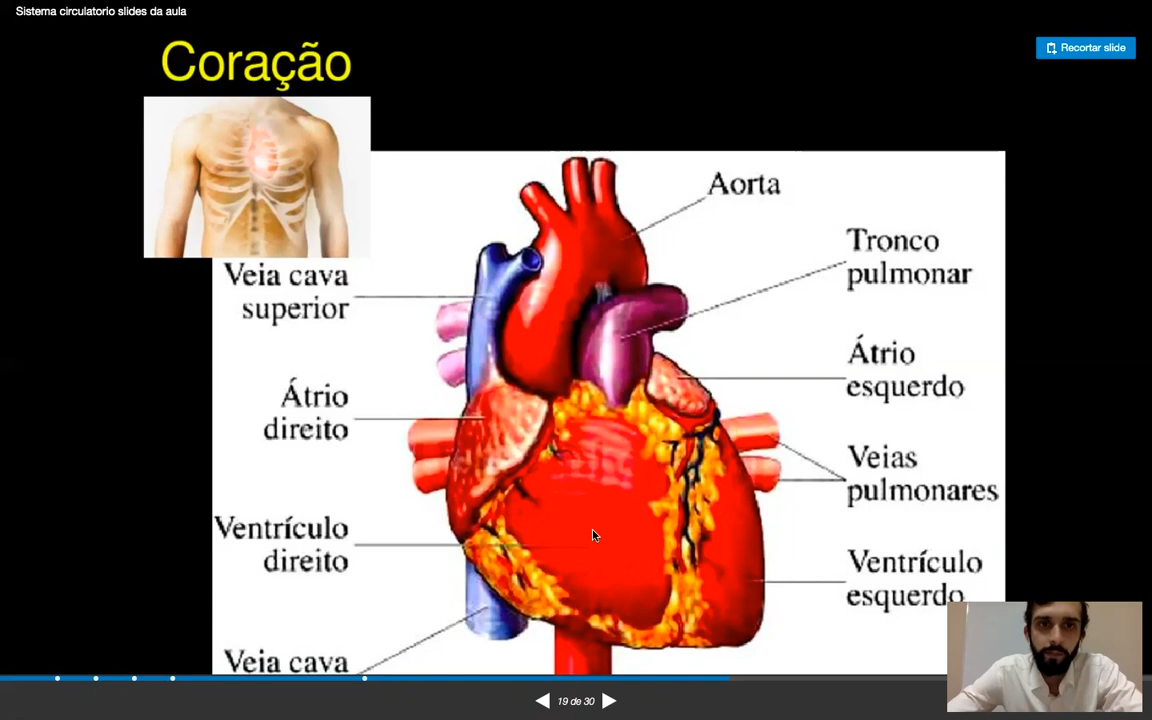 Sistema circulatorio slides da aula
Recortar slide
Coração
Aorta
Tronco
pulmonar
Veia cava
superior
Átrio
esquerdo
Átrio
direito
Veias
pulmonares
Ventrículo
direito
Ventrículo
esquerdo
Veia cava
19 de 30